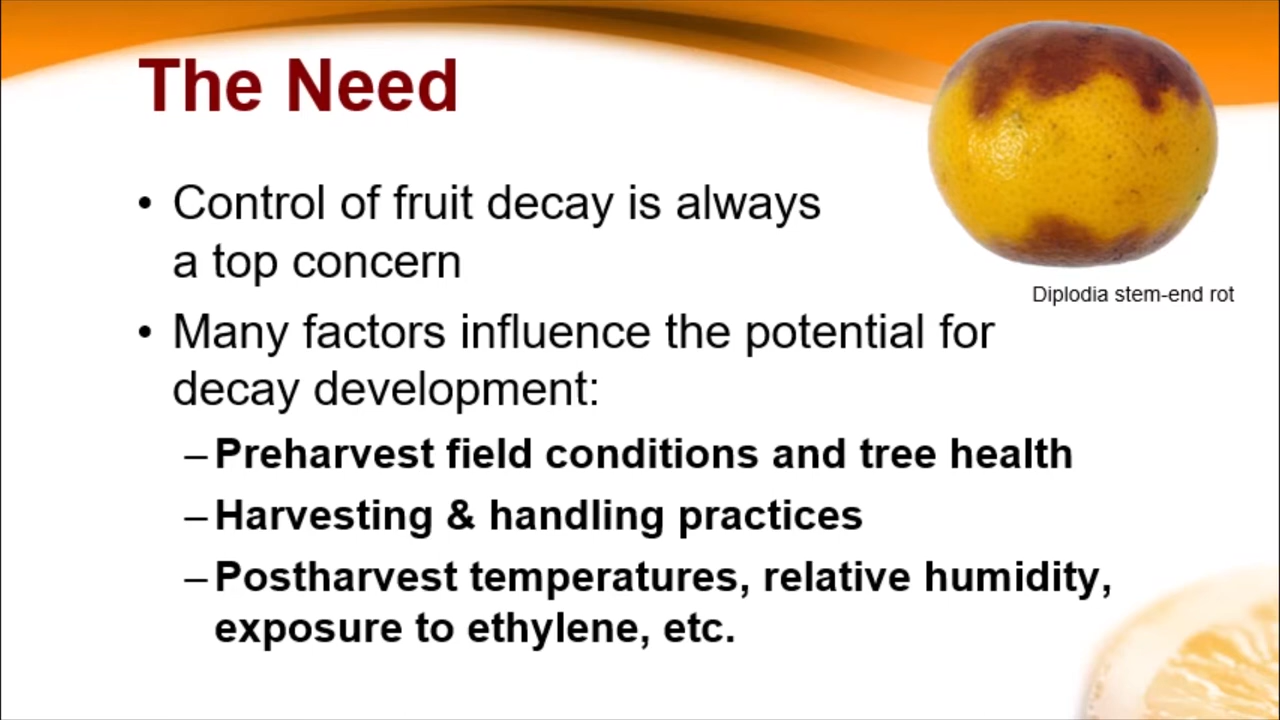 The Need
• Control of fruit decay is always
a top concern
Diplodia stem-end rot
• Many factors influence the potential for
decay development:
– Preharvest field conditions and tree health
– Harvesting & handling practices
– Postharvest temperatures, relative humidity,
exposure to ethylene, etc.